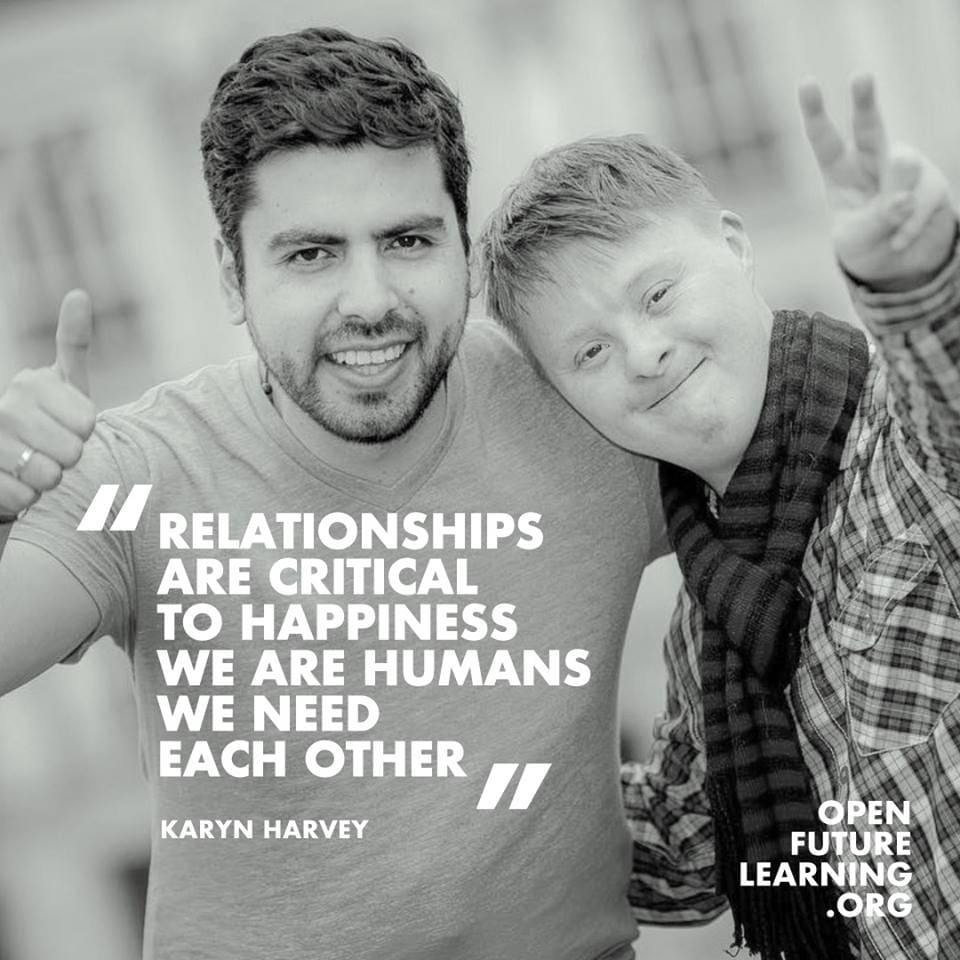 “
RELATIONSHIPS
ARE CRITICAL
TO HAPPINESS
WE ARE HUMANS
WE NEED
EACH OTHER ”
KARYN HARVEY
OPEN
FUTURE
LEARNING
.ORG